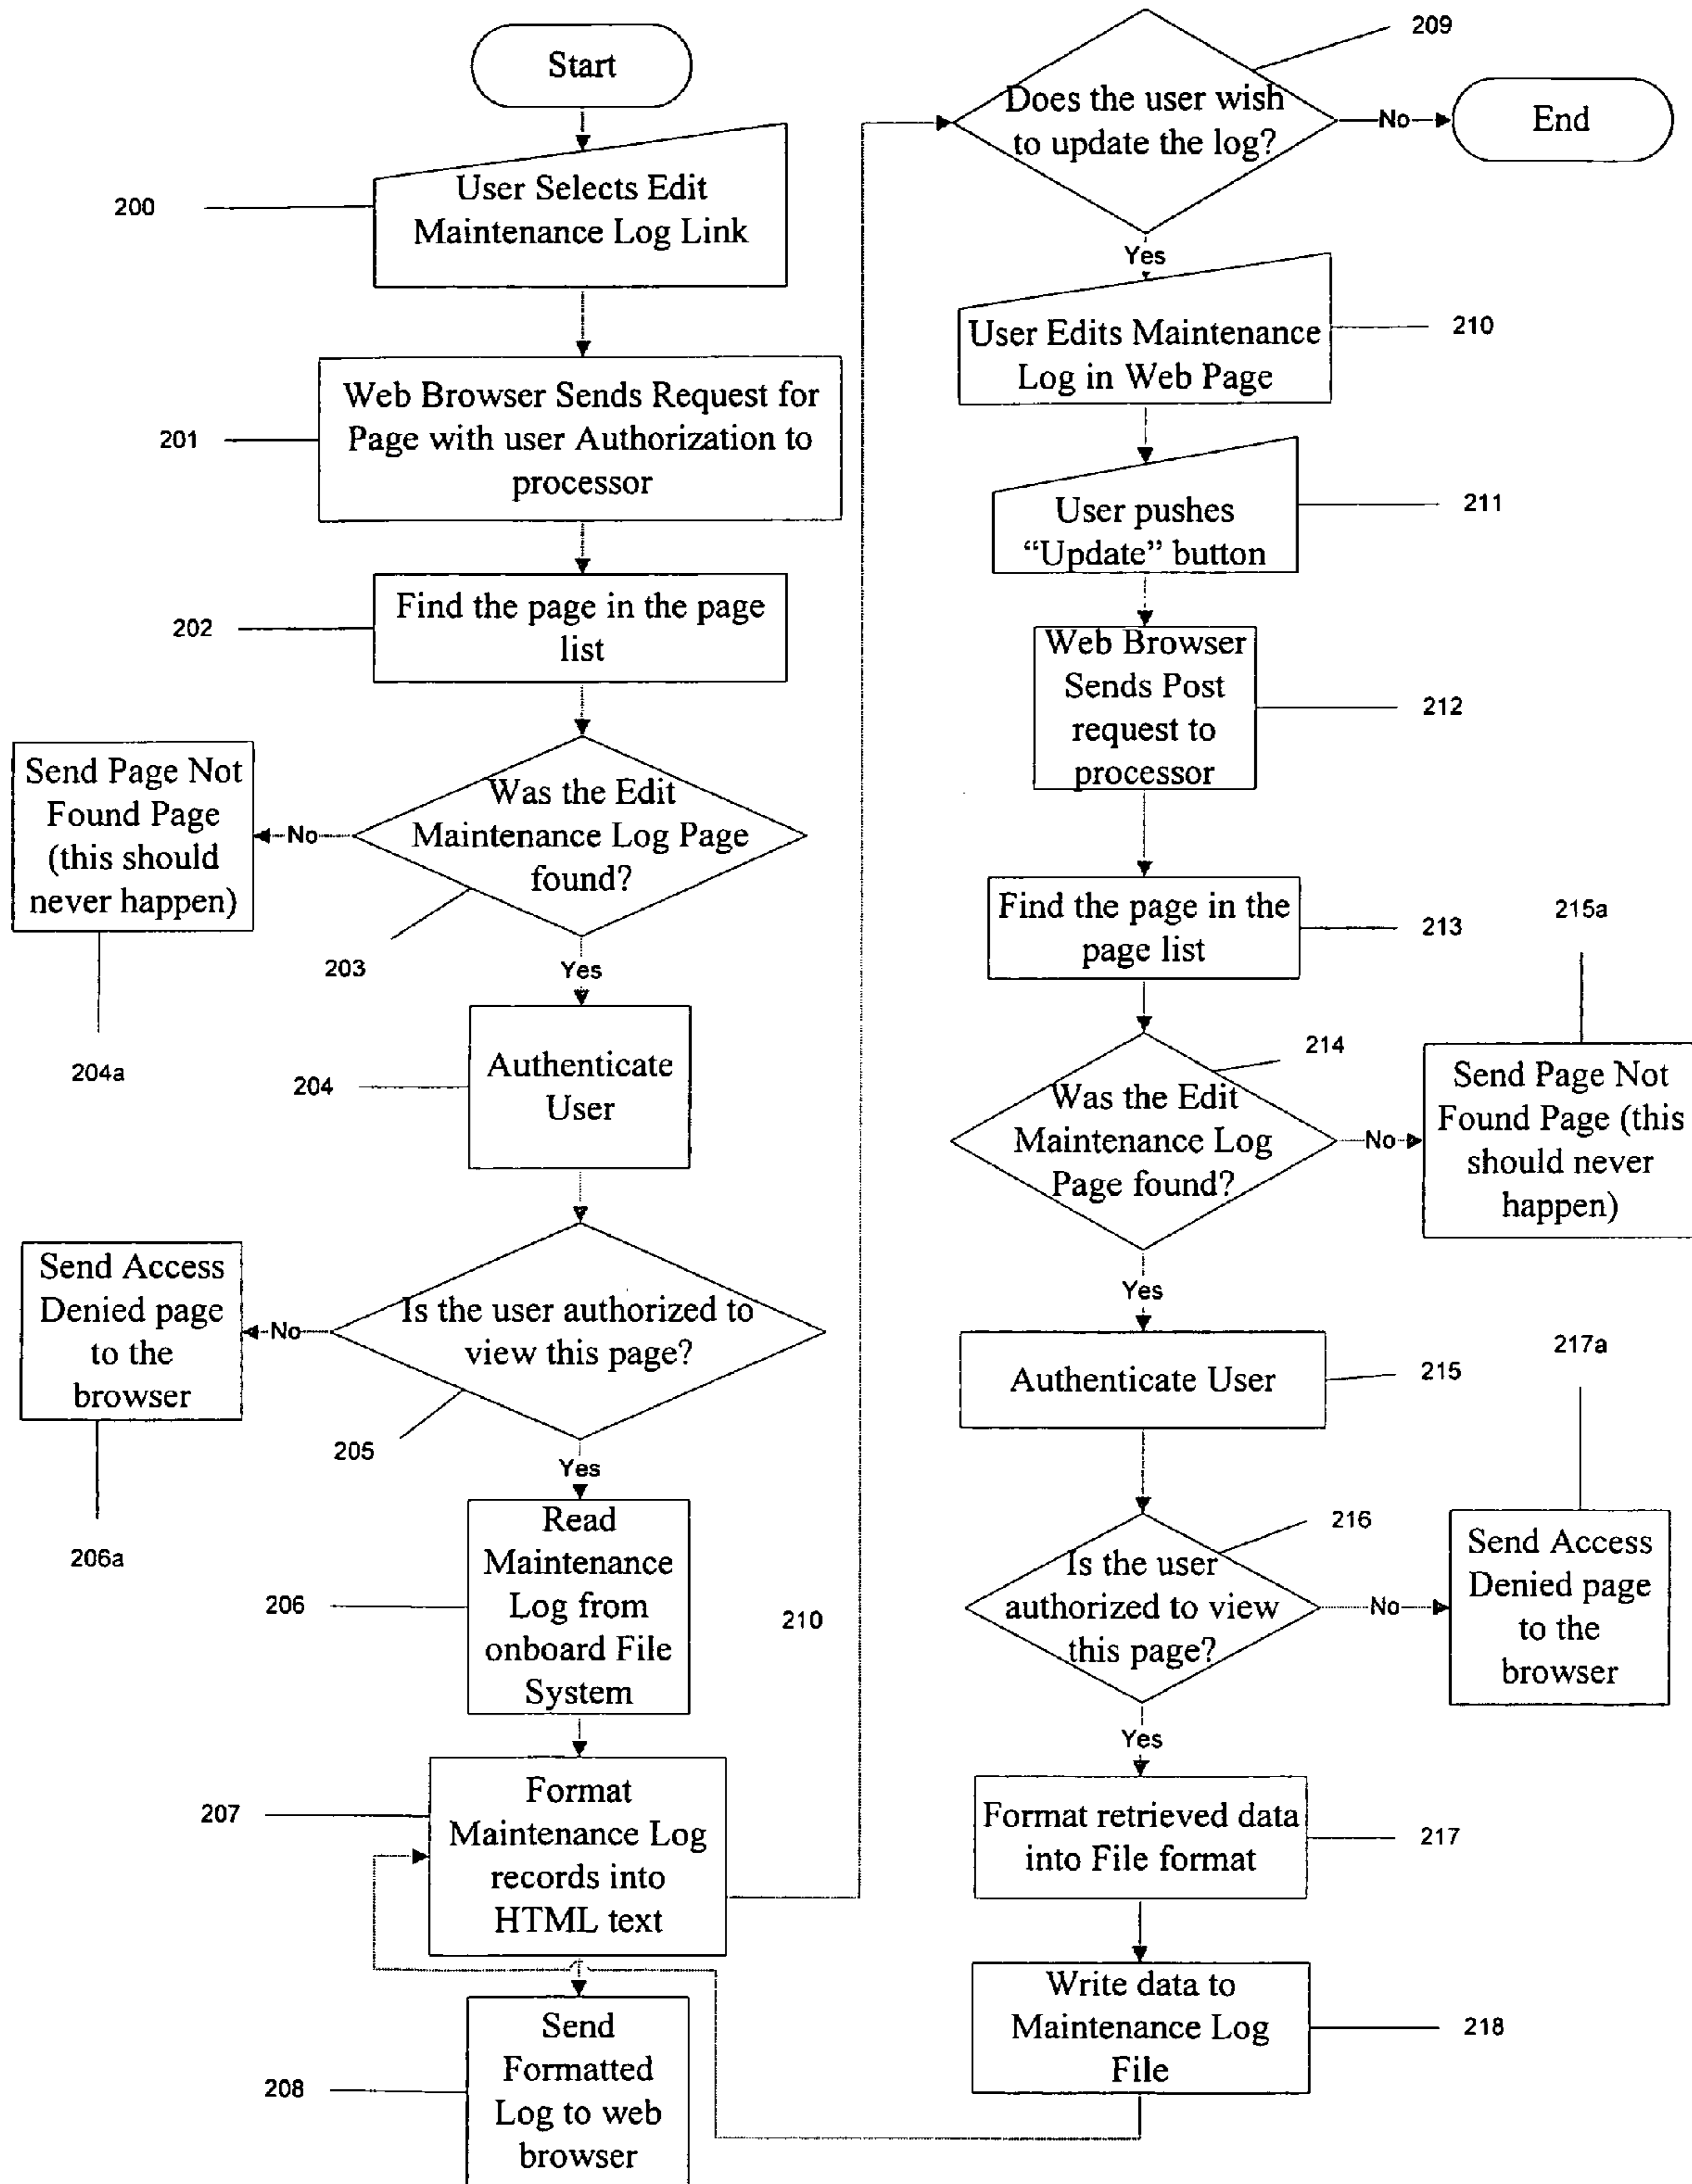 Start
200
User Selects Edit
Maintenance Log Link
201
Web Browser Sends Request for
Page with user Authorization to
processor
202
Find the page in the page
list
Send Page Not
Found Page
(this should
never happen)
No
Was the Edit
Maintenance Log Page
found?
203
Yes
204a
204
Authenticate
User
Send Access
Denied page
to the
browser
No
Is the user authorized to
view this page?
205
Yes
206a
206
Read
Maintenance
Log from
onboard File
System
210
207
Format
Maintenance Log
records into
HTML text
208
Send
Formatted
Log to web
browser
209
Does the user wish
to update the log?
No
End
Yes
User Edits Maintenance
Log in Web Page
210
User pushes
“Update” button
211
Web Browser
Sends Post
request to
processor
212
Find the page in the
page list
213
215a
214
Was the Edit
Maintenance Log
Page found?
No
Send Page Not
Found Page (this
should never
happen)
Yes
Authenticate User
215
217a
216
Is the user
authorized to view
this page?
No
Send Access
Denied page
to the
browser
Yes
Format retrieved data
into File format
217
Write data to
Maintenance Log
File
218